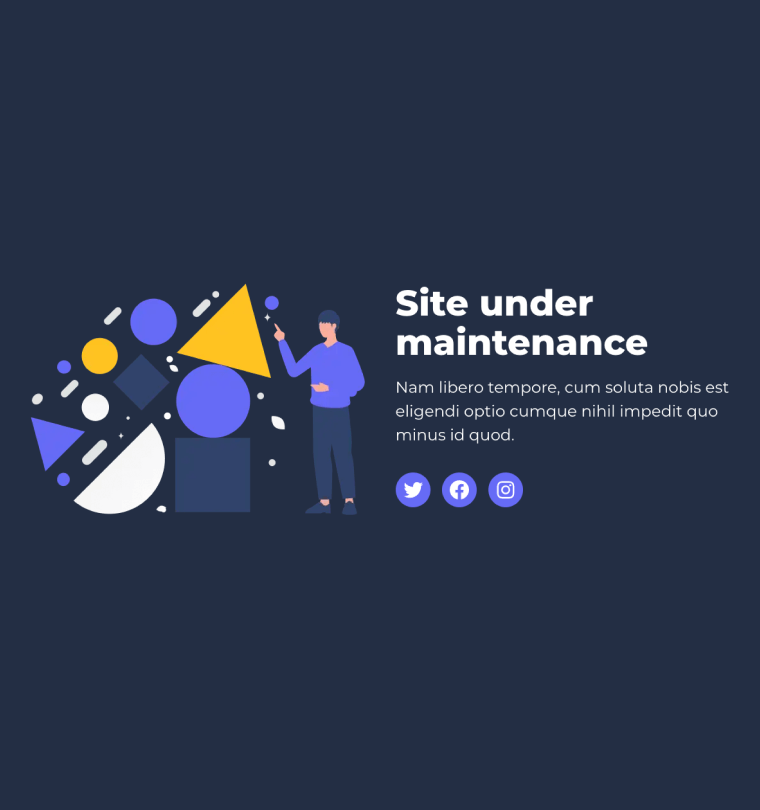 Site under
maintenance
Nam libero tempore, cum soluta nobis est
eligendi optio cumque nihil impedit quo
minus id quod.